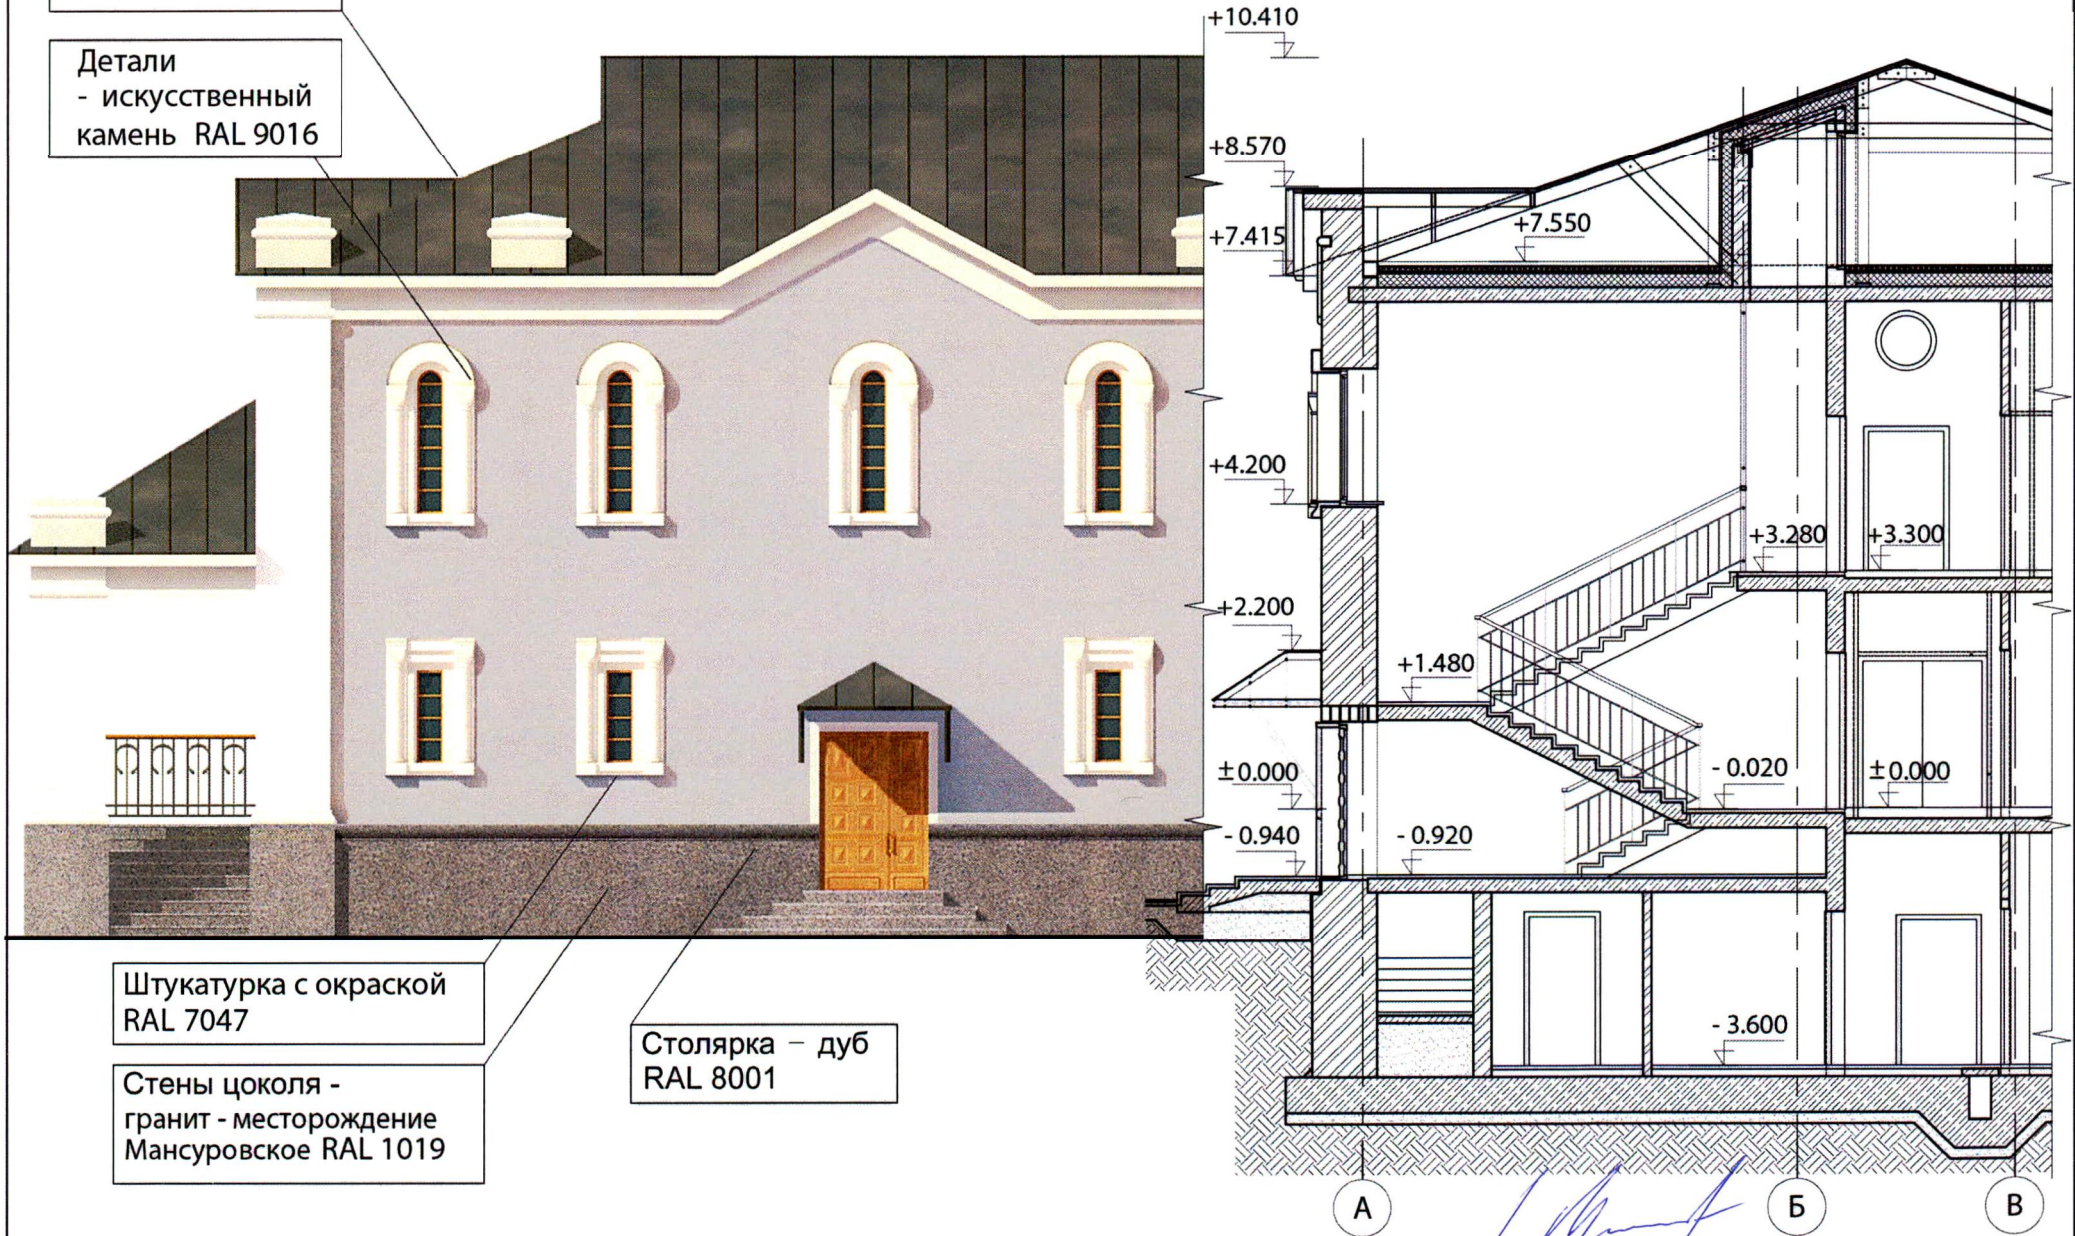 Детали
- искусственный
камень RAL 9016
Штукатурка с окраской
RAL 7047
Стены цоколя -
гранит - месторождение
Мансуровское RAL 1019
Столярка – дуб
RAL 8001
+10.410
+8.570
+7.415
+7.550
+4.200
+3.280
+3.300
+2.200
+1.480
±0.000
- 0.020
±0.000
- 0.940
- 0.920
- 3.600
А
Б
В